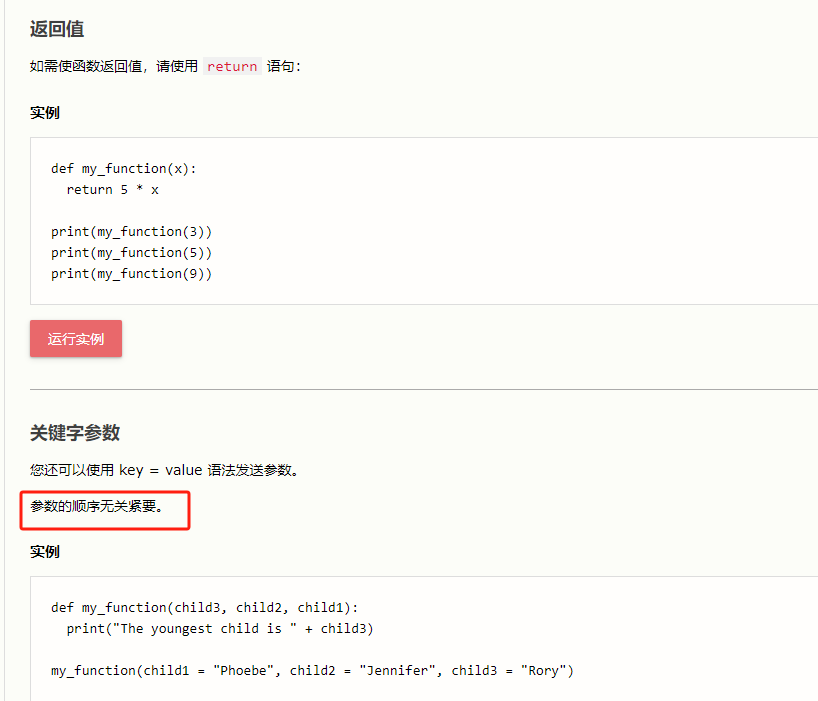 返回值
如需使函数返回值，请使用 return 语句：
实例
def my_function(x):
  return 5 * x
print(my_function(3))
print(my_function(5))
print(my_function(9))
运行实例
关键字参数
您还可以使用 key = value 语法发送参数。
参数的顺序无关紧要。
实例
def my_function(child3, child2, child1):
  print("The youngest child is " + child3)
my_function(child1 = "Phoebe", child2 = "Jennifer", child3 = "Rory")